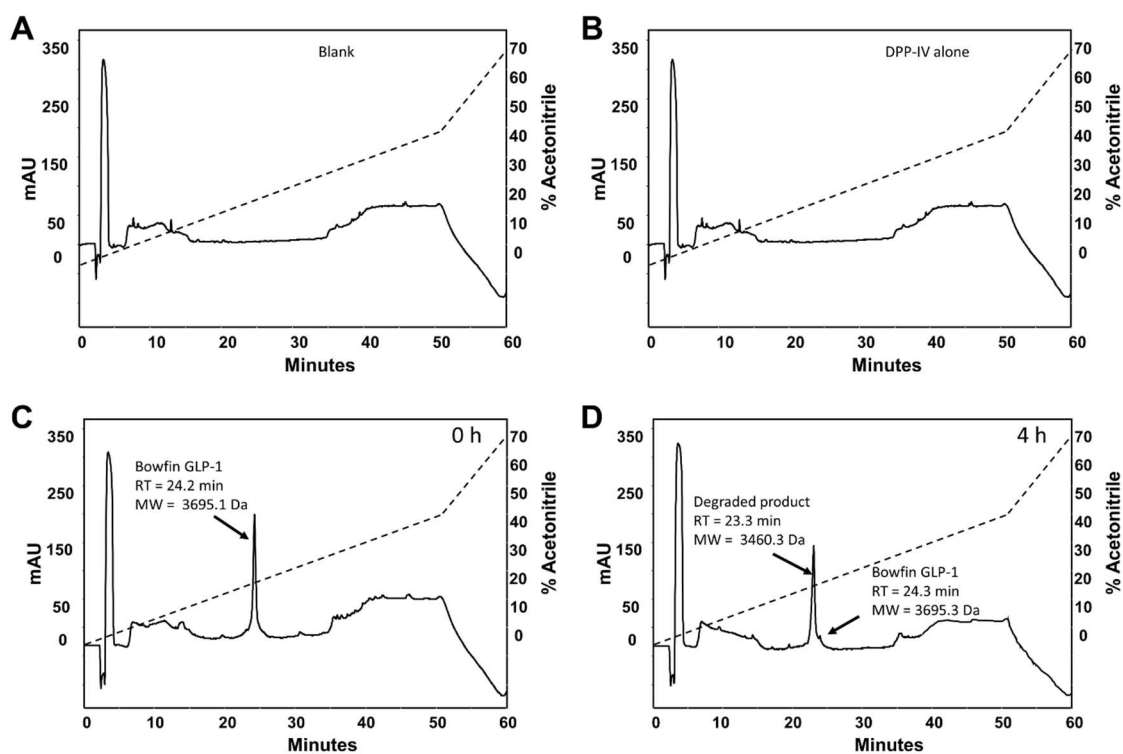 A
Blank
350
250
150
50
0
mAU
70
60
50
40
30
20
10
0
% Acetonitrile
0 10 20 30 40 50 60
Minutes
B
DPP-IV alone
350
250
150
50
0
mAU
70
60
50
40
30
20
10
0
% Acetonitrile
0 10 20 30 40 50 60
Minutes
C
0 h
Bowfin GLP-1
RT = 24.2 min
MW = 3695.1 Da
350
250
150
50
0
mAU
70
60
50
40
30
20
10
0
% Acetonitrile
0 10 20 30 40 50 60
Minutes
D
4 h
Degraded product
RT = 23.3 min
MW = 3460.3 Da
Bowfin GLP-1
RT = 24.3 min
MW = 3695.3 Da
350
250
150
50
0
mAU
70
60
50
40
30
20
10
0
% Acetonitrile
0 10 20 30 40 50 60
Minutes